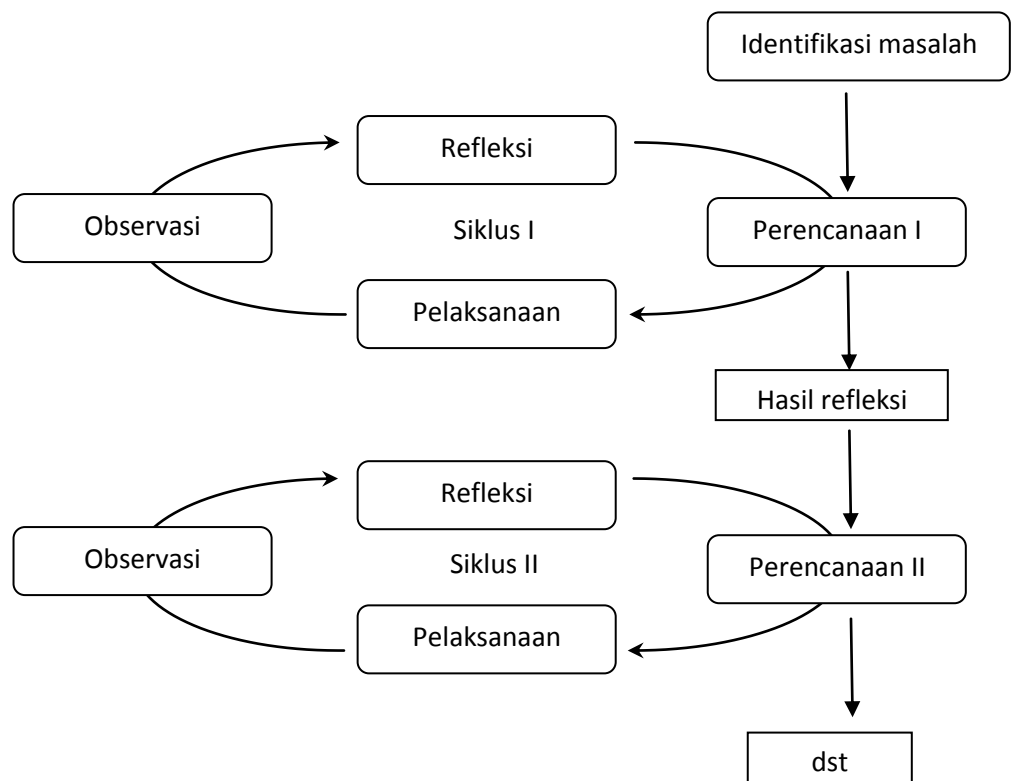 Identifikasi masalah
Refleksi
Observasi
Siklus I
Perencanaan I
Pelaksanaan
Hasil refleksi
Refleksi
Observasi
Siklus II
Perencanaan II
Pelaksanaan
dst